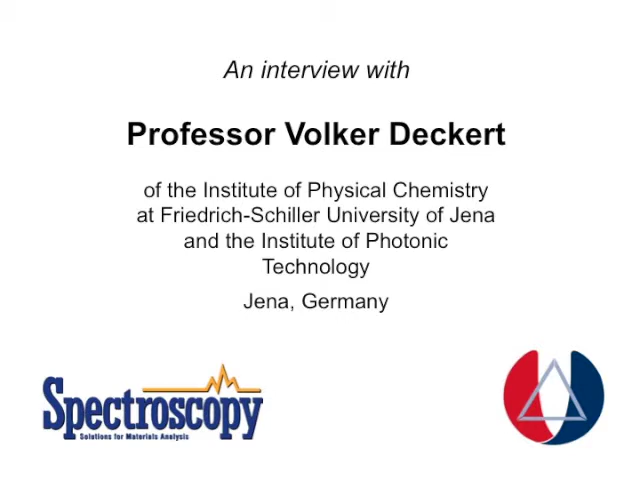 An interview with
Professor Volker Deckert
of the Institute of Physical Chemistry
at Friedrich-Schiller University of Jena
and the Institute of Photonic
Technology
Jena, Germany
Spectroscopy
Solutions for Materials Analysis